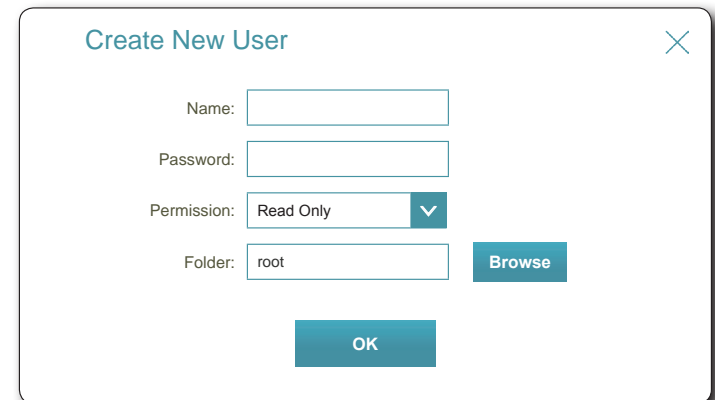 Create New User
Name:
Password:
Permission: Read Only
Folder: root Browse
OK